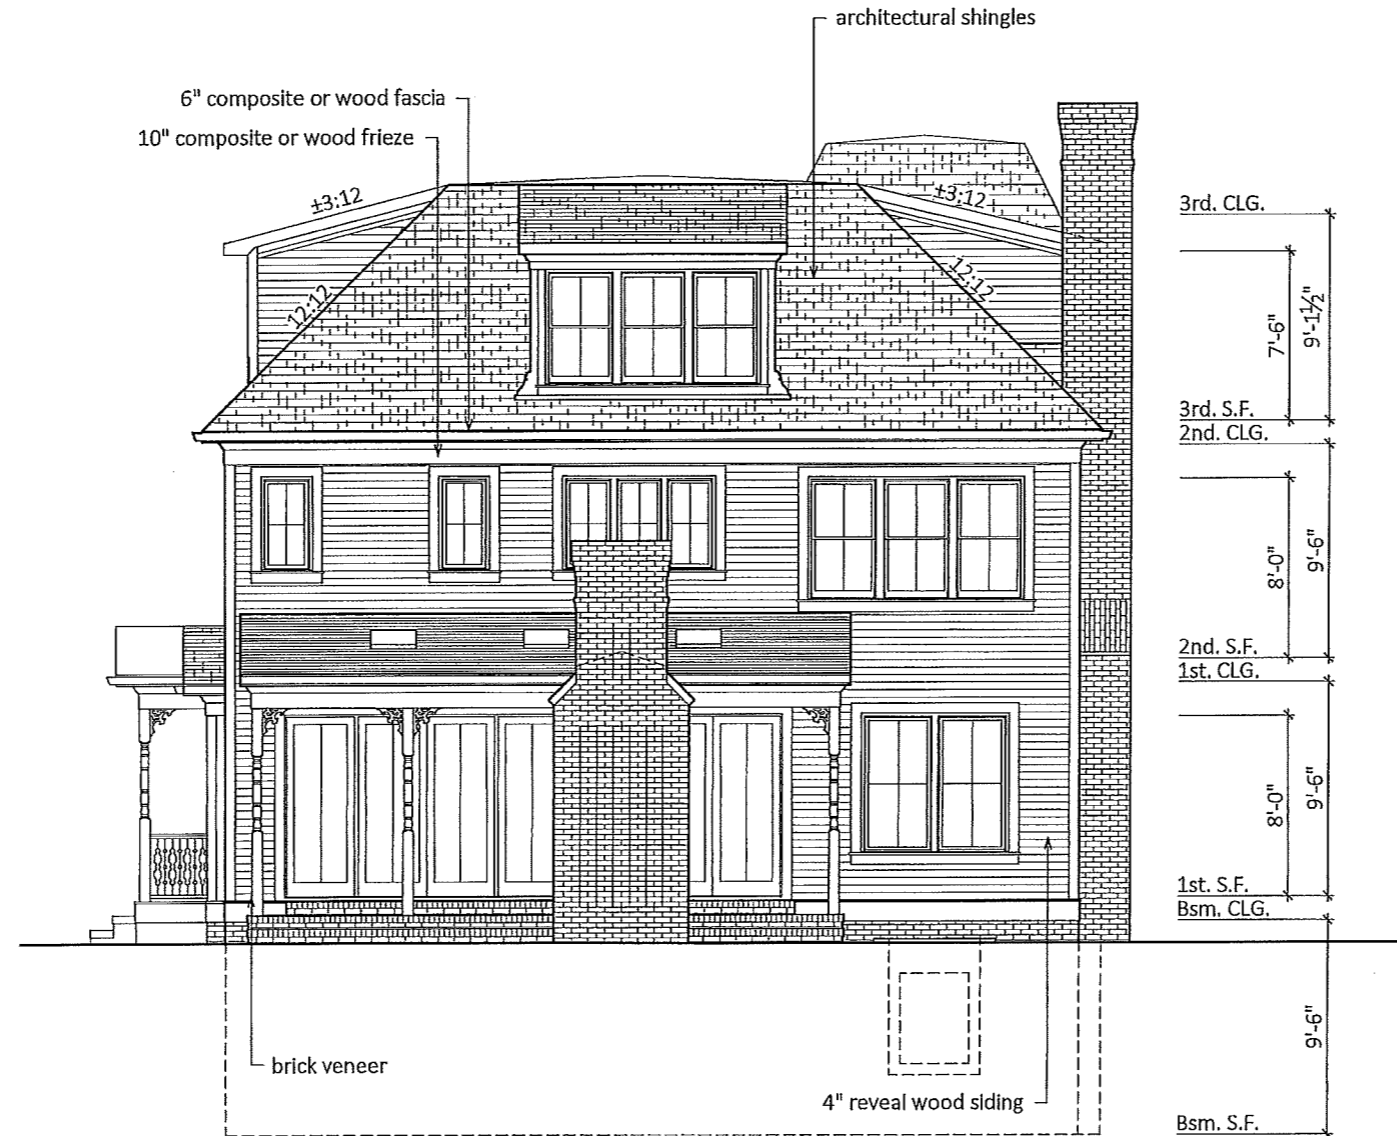 architectural shingles
6" composite or wood fascia
10" composite or wood frieze
±3:12
±3:12
12:12
12:12
3rd. CLG.
7'-6"
9'-1½"
3rd. S.F.
2nd. CLG.
8'-0"
9'-6"
2nd. S.F.
1st. CLG.
8'-0"
9'-6"
1st. S.F.
Bsm. CLG.
9'-6"
brick veneer
4" reveal wood siding
Bsm. S.F.